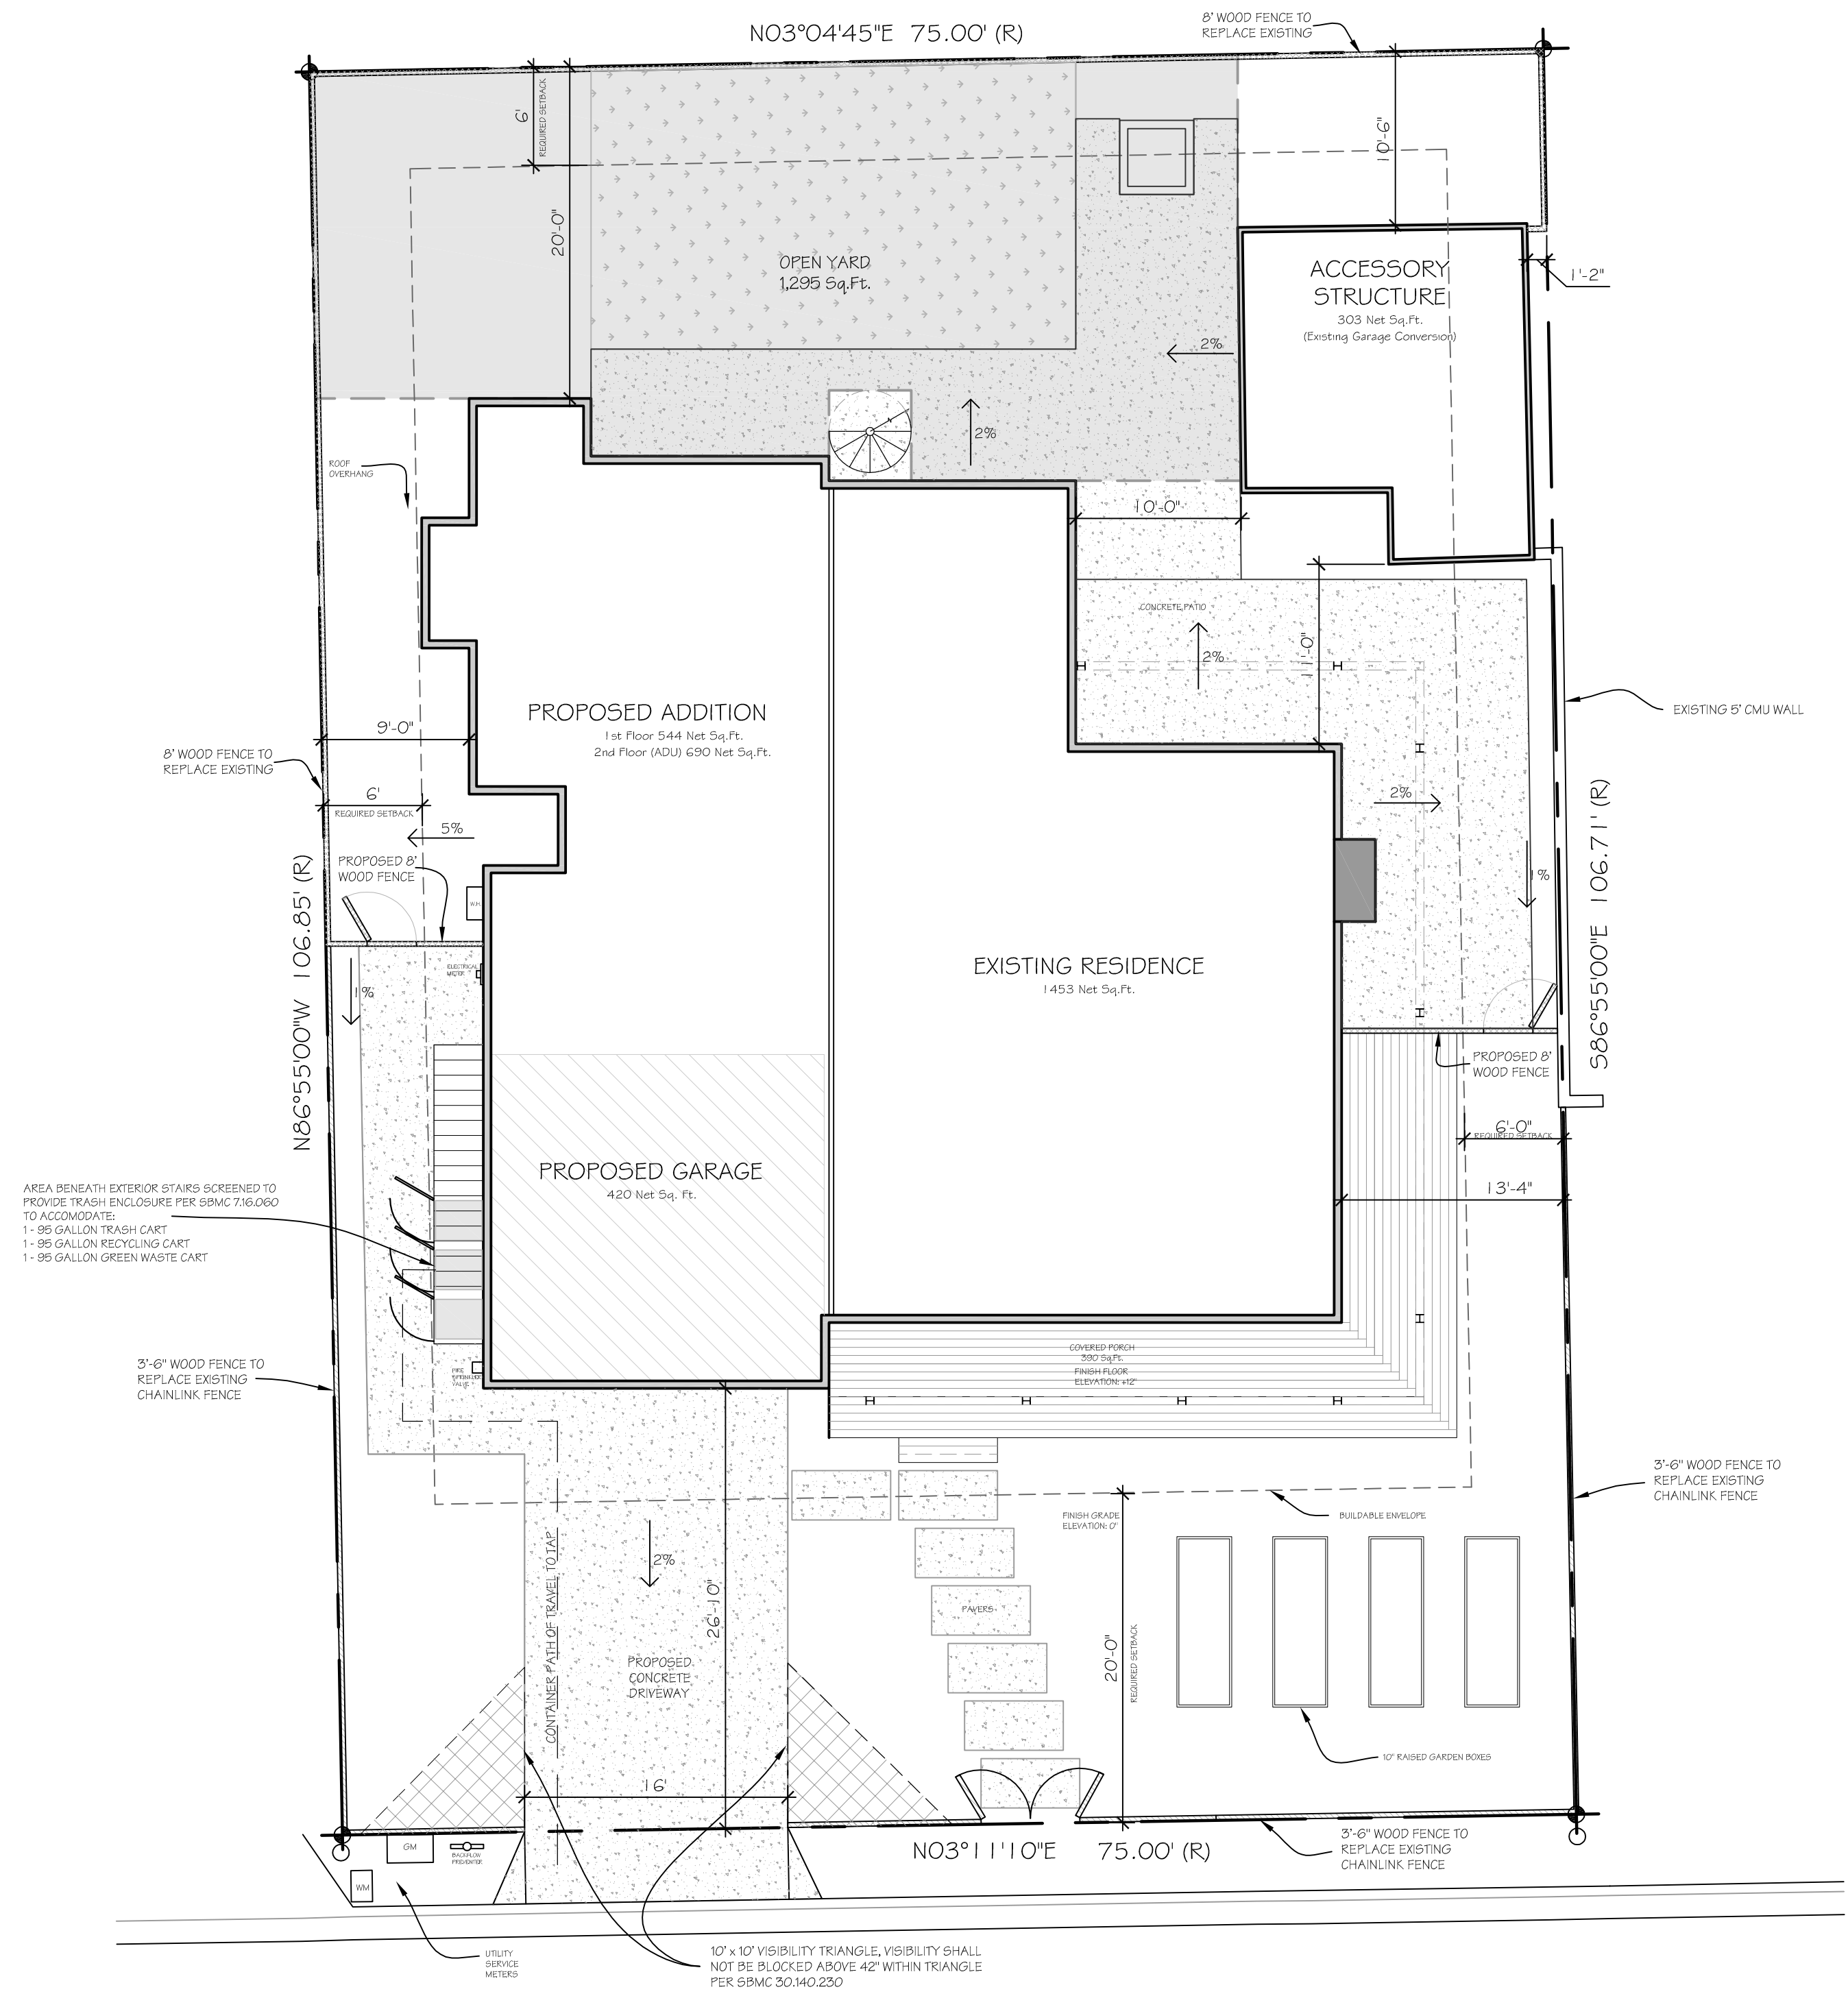 N03°04'45"E 75.00' (R)
8' WOOD FENCE TO
REPLACE EXISTING
6'
REQUIRED SETBACK
20'-0"
10'-6"
OPEN YARD
1,295 Sq.Ft.
ACCESSORY
STRUCTURE
303 Net Sq.Ft.
(Existing Garage Conversion)
1'-2"
2%
2%
ROOF
OVERHANG
10'-0"
CONCRETE PATIO
2%
11'-0"
PROPOSED ADDITION
1st Floor 544 Net Sq.Ft.
2nd Floor (ADU) 690 Net Sq.Ft.
9'-0"
EXISTING 5' CMU WALL
8' WOOD FENCE TO
REPLACE EXISTING
6'
REQUIRED SETBACK
5%
2%
PROPOSED 8'
WOOD FENCE
1%
W.H.
N86°55'00"W 106.85' (R)
S86°55'00"E 106.71' (R)
ELECTRICAL
METER
1%
EXISTING RESIDENCE
1453 Net Sq.Ft.
PROPOSED 8'
WOOD FENCE
6'-0"
REQUIRED SETBACK
13'-4"
PROPOSED GARAGE
420 Net Sq. Ft.
AREA BENEATH EXTERIOR STAIRS SCREENED TO
PROVIDE TRASH ENCLOSURE PER SBMC 7.16.060
TO ACCOMODATE:
1 - 95 GALLON TRASH CART
1 - 95 GALLON RECYCLING CART
1 - 95 GALLON GREEN WASTE CART
3'-6" WOOD FENCE TO
REPLACE EXISTING
CHAINLINK FENCE
FIRE
SPRINKLER
VALVE
COVERED PORCH
390 Sq.Ft.
FINISH FLOOR
ELEVATION: +12"
3'-6" WOOD FENCE TO
REPLACE EXISTING
CHAINLINK FENCE
FINISH GRADE
ELEVATION: 0"
BUILDABLE ENVELOPE
CONTAINER PATH OF TRAVEL TO TAP
2%
26'-10"
PAVERS
20'-0"
REQUIRED SETBACK
PROPOSED
CONCRETE
DRIVEWAY
10" RAISED GARDEN BOXES
16'
GM
BACKFLOW
PREVENTER
WM
N03°11'10"E 75.00' (R)
3'-6" WOOD FENCE TO
REPLACE EXISTING
CHAINLINK FENCE
UTILITY
SERVICE
METERS
10' x 10' VISIBILITY TRIANGLE, VISIBILITY SHALL
NOT BE BLOCKED ABOVE 42" WITHIN TRIANGLE
PER SBMC 30.140.230